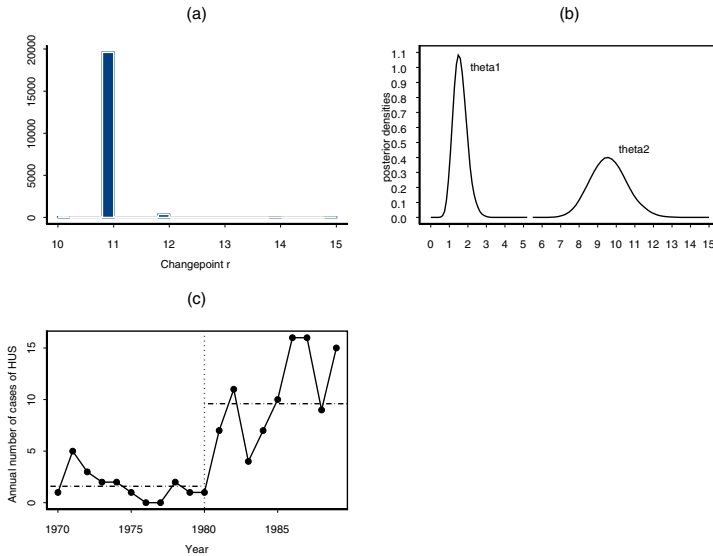 (a)
20000
15000
10000
5000
0
10 11 12 13 14 15
Changepoint r
(b)
posterior densities
1.1
1.0
0.9
0.8
0.7
0.6
0.5
0.4
0.3
0.2
0.1
0.0
theta1
theta2
0 1 2 3 4 5 6 7 8 9 10 11 12 13 14 15
(c)
Annual number of cases of HUS
15
10
5
0
1970 1975 1980 1985
Year